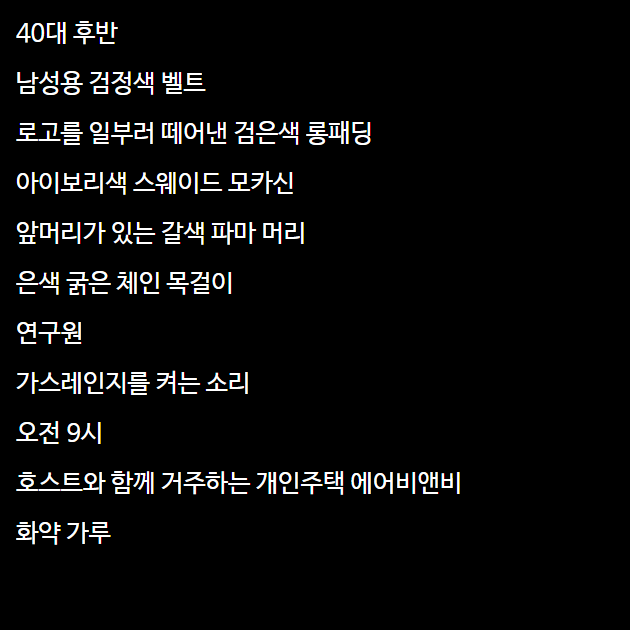 40대 후반
남성용 검정색 벨트
로고를 일부러 떼어낸 검은색 롱패딩
아이보리색 스웨이드 모카신
앞머리가 있는 갈색 파마 머리
은색 굵은 체인 목걸이
연구원
가스레인지를 켜는 소리
오전 9시
호스트와 함께 거주하는 개인주택 에어비앤비
화약 가루